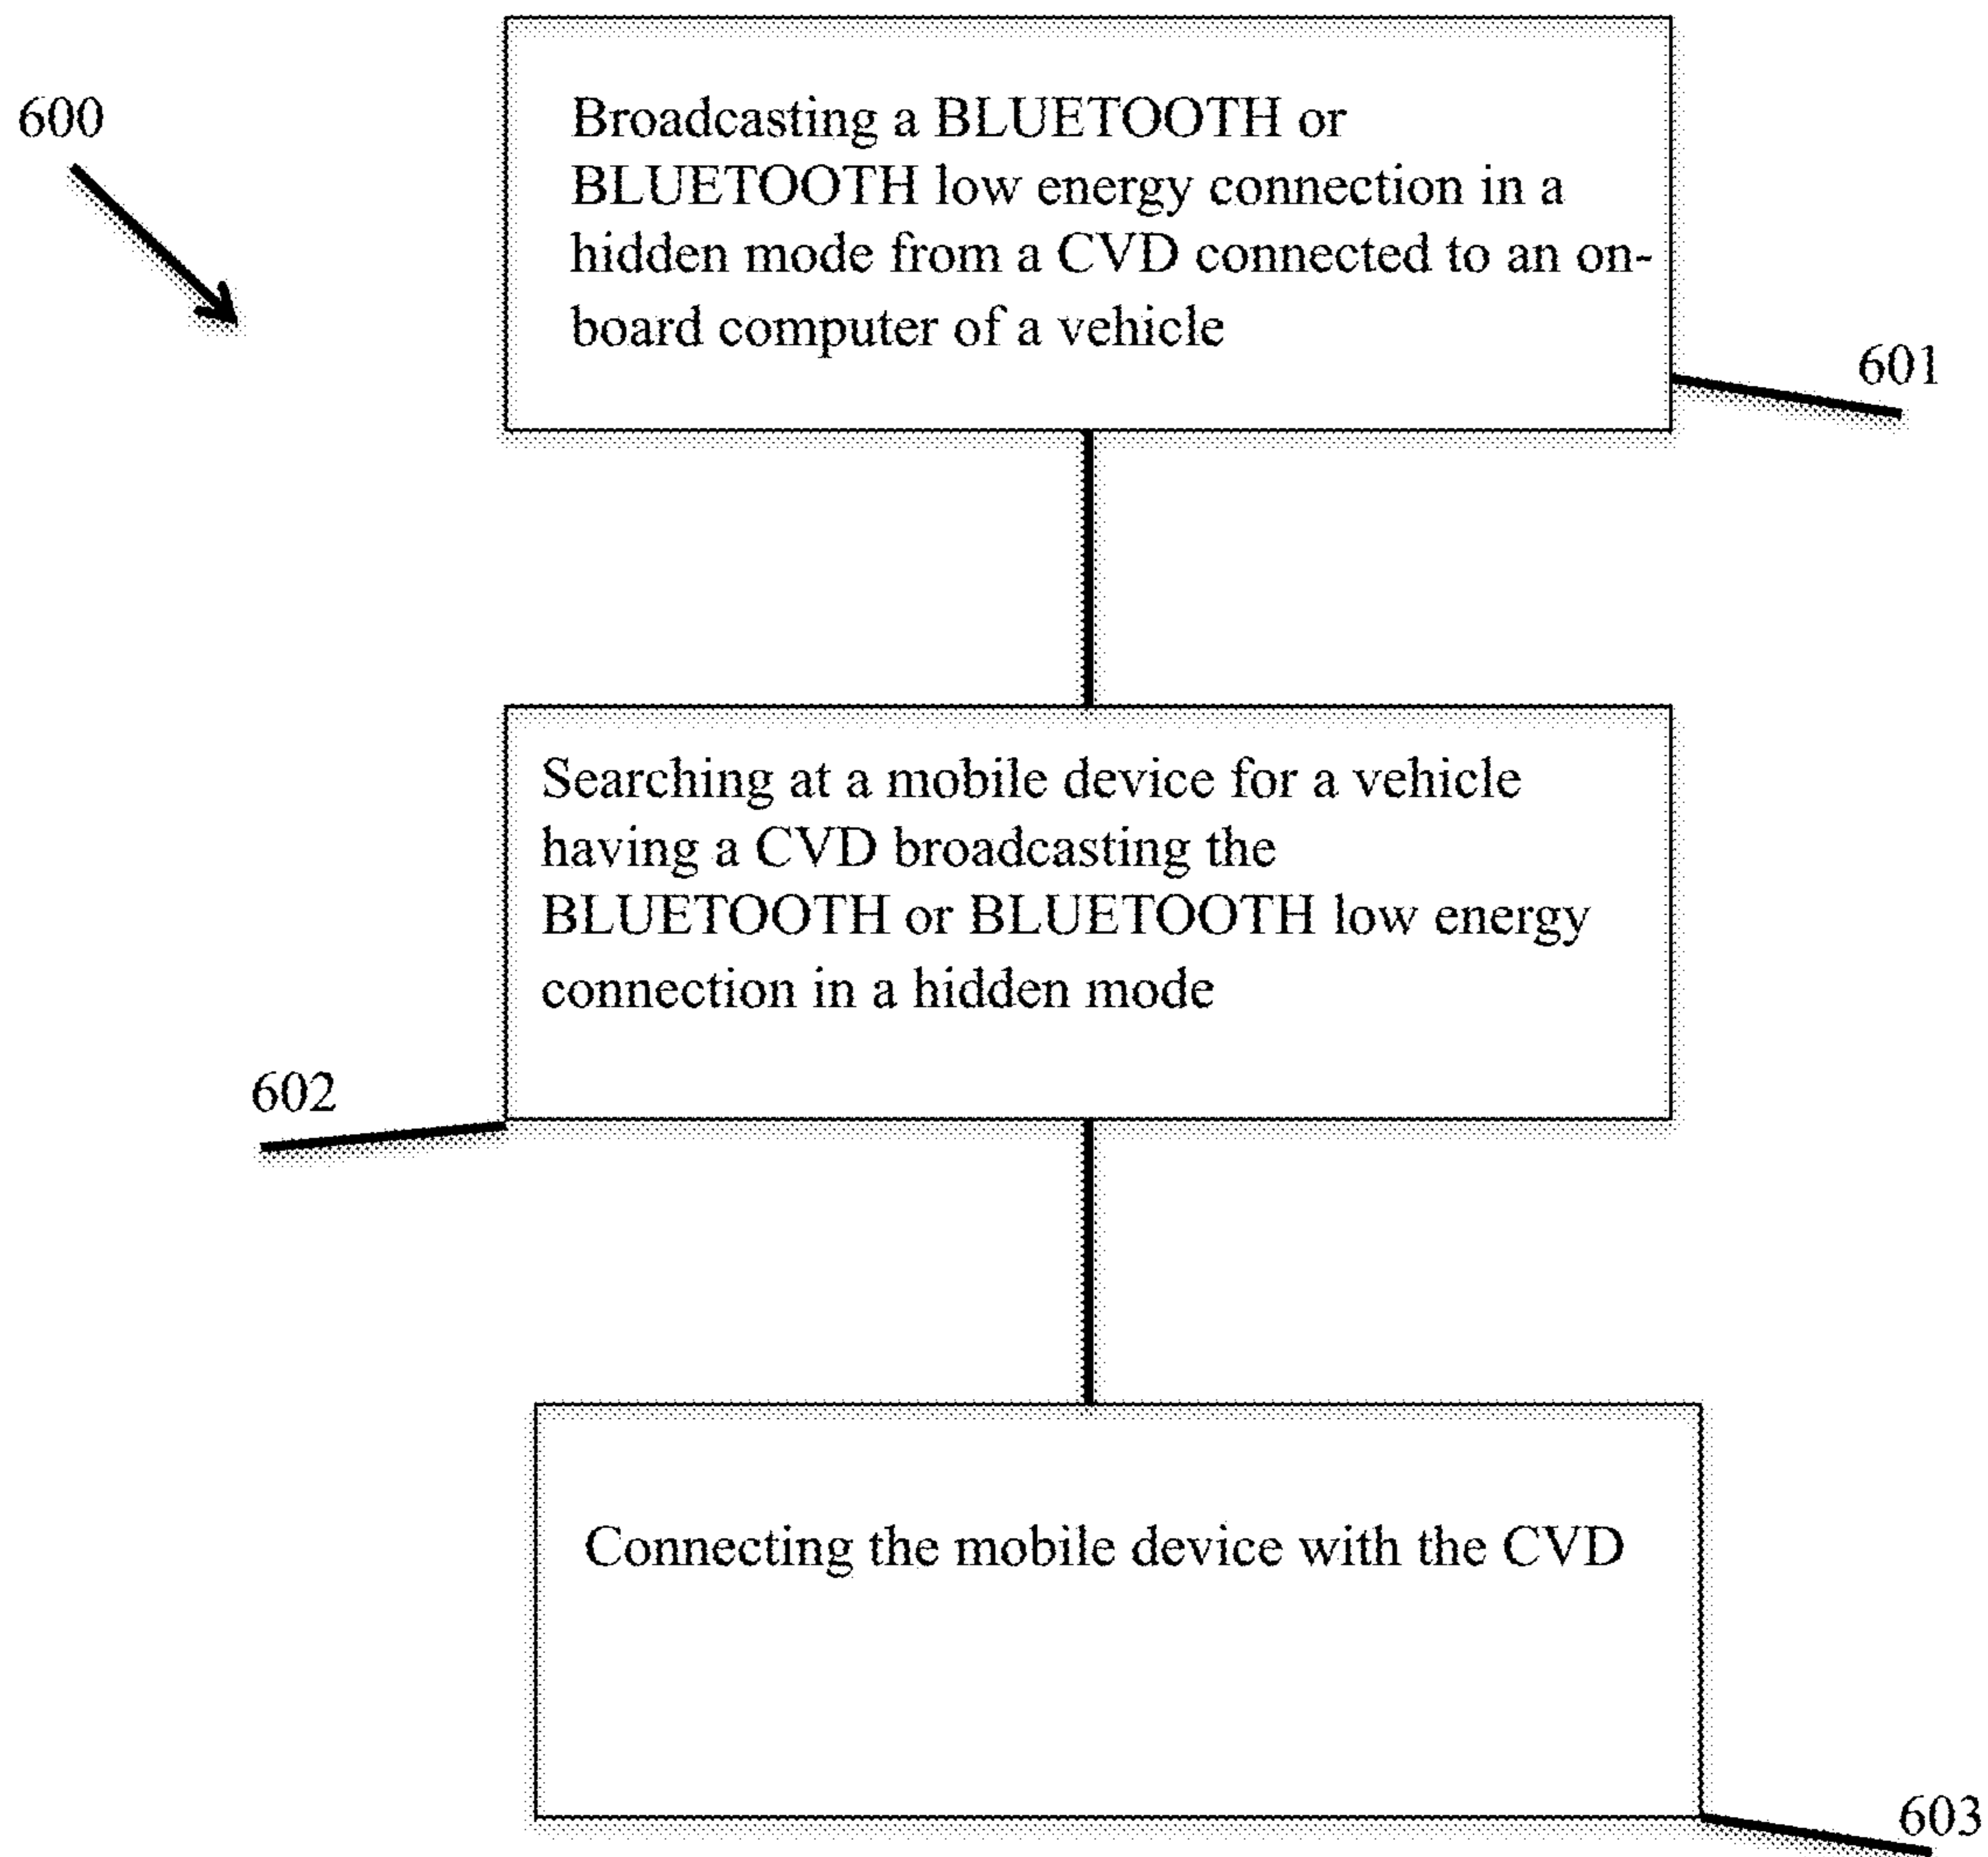 600
Broadcasting a BLUETOOTH or
BLUETOOTH low energy connection in a
hidden mode from a CVD connected to an on-
board computer of a vehicle
601
Searching at a mobile device for a vehicle
having a CVD broadcasting the
BLUETOOTH or BLUETOOTH low energy
connection in a hidden mode
602
Connecting the mobile device with the CVD
603